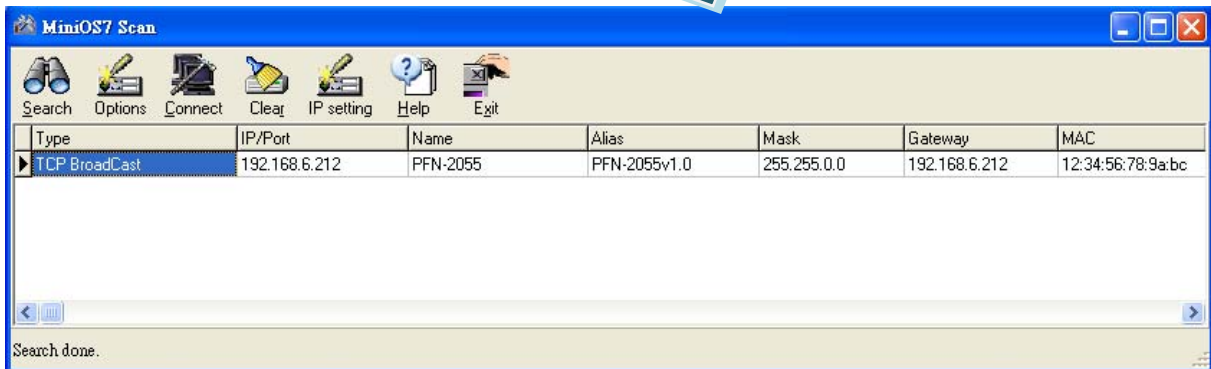 MiniOS7 Scan
Search Options Connect Clear IP setting Help Exit
Type IP/Port Name Alias Mask Gateway MAC
TCP BroadCast 192.168.6.212 PFN-2055 PFN-2055v1.0 255.255.0.0 192.168.6.212 12:34:56:78:9a:bc
Search done.